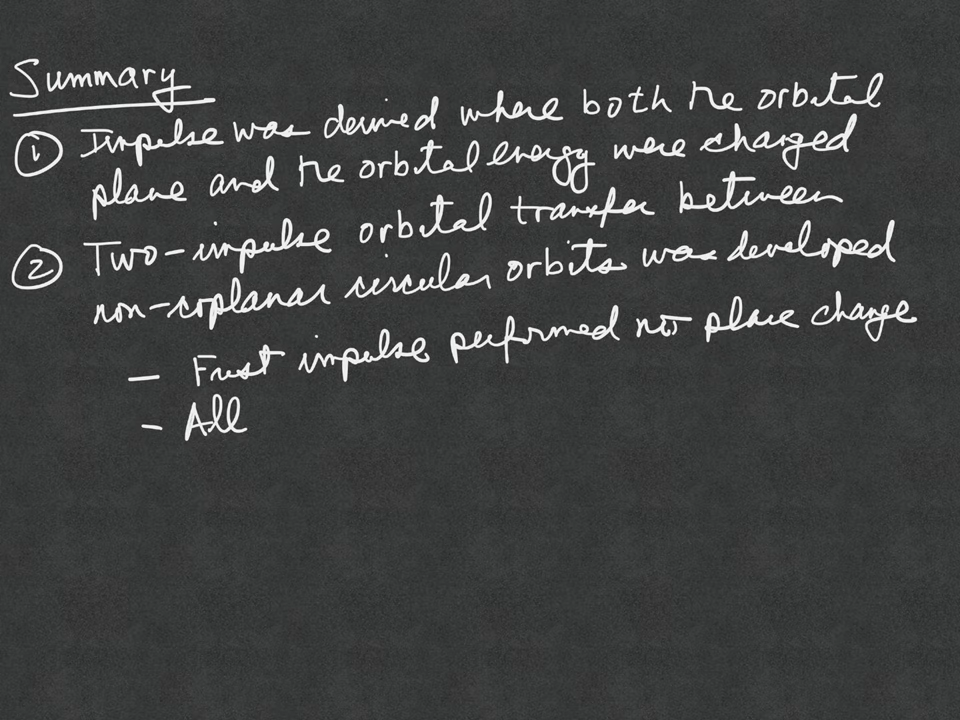 Summary
① Impulse was derived where both the orbital
plane and the orbital energy were changed
② Two-impulse orbital transfer between
non-coplanar circular orbits was developed
— First impulse performed no plane change
— All